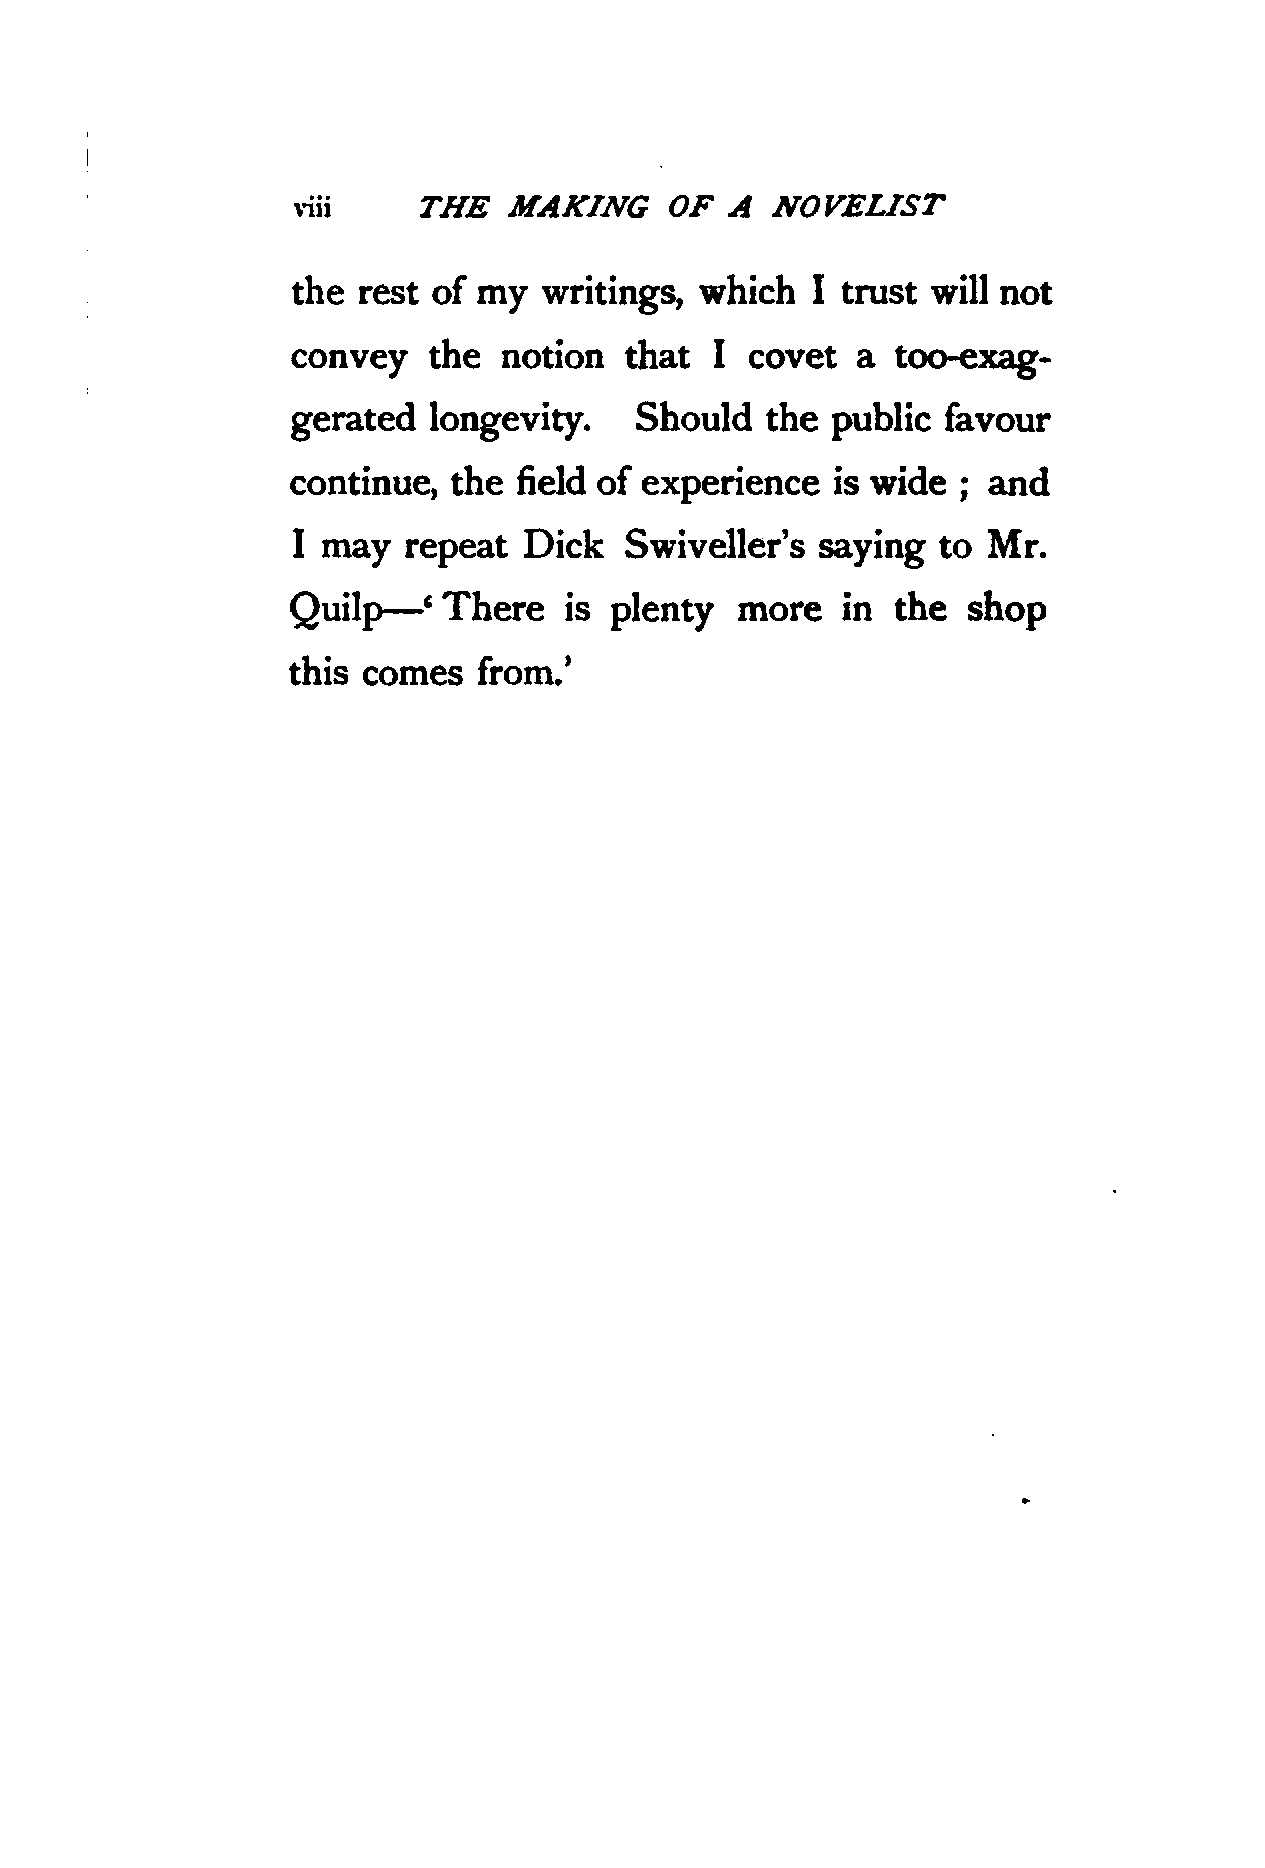 viii THE MAKING OF A NOVELIST
the rest of my writings, which I trust will not
convey the notion that I covet a too-exag-
gerated longevity. Should the public favour
continue, the field of experience is wide ; and
I may repeat Dick Swiveller's saying to Mr.
Quilp—‘ There is plenty more in the shop
this comes from.’